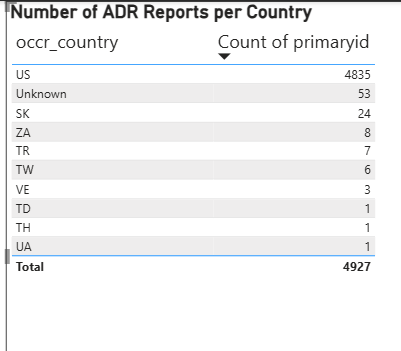 Number of ADR Reports per Country
occr_country Count of primaryid
US 4835
Unknown 53
SK 24
ZA 8
TR 7
TW 6
VE 3
TD 1
TH 1
UA 1
Total 4927